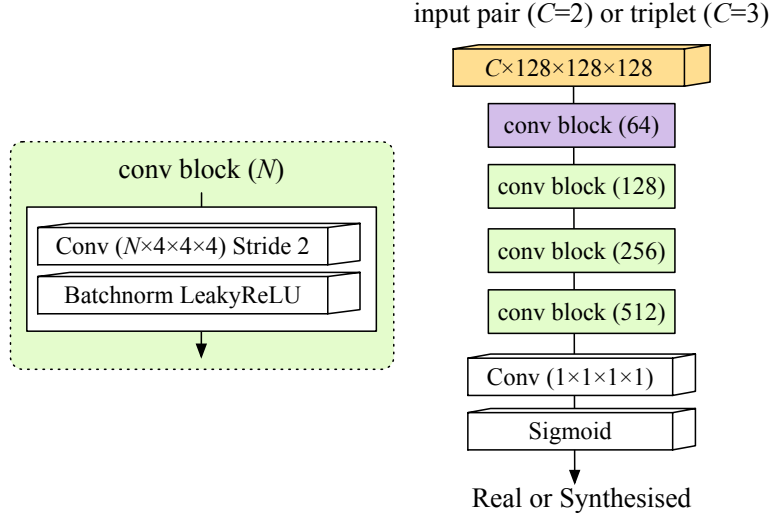 input pair (C=2) or triplet (C=3)
C×128×128×128
conv block (64)
conv block (128)
conv block (256)
conv block (512)
Conv (1×1×1×1)
Sigmoid
Real or Synthesised
conv block (N)
Conv (N×4×4×4) Stride 2
Batchnorm LeakyReLU